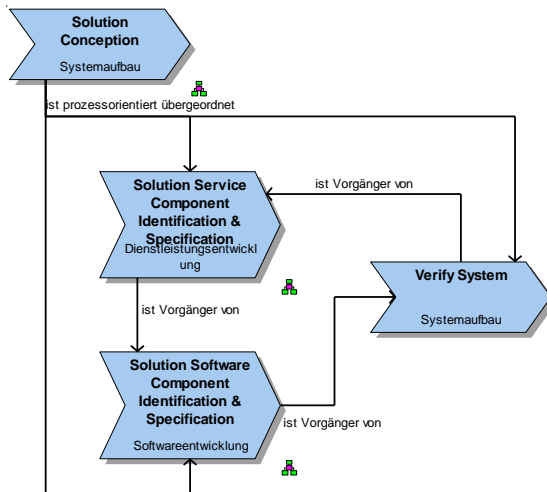 Solution
Conception
Systemaufbau
ist prozessorientiert übergeordnet
ist Vorgänger von
Solution Service
Component
Identification &
Specification
Dienstleistungsentwickl
ung
Verify System
Systemaufbau
ist Vorgänger von
Solution Software
Component
Identification &
Specification
Softwareentwicklung
ist Vorgänger von